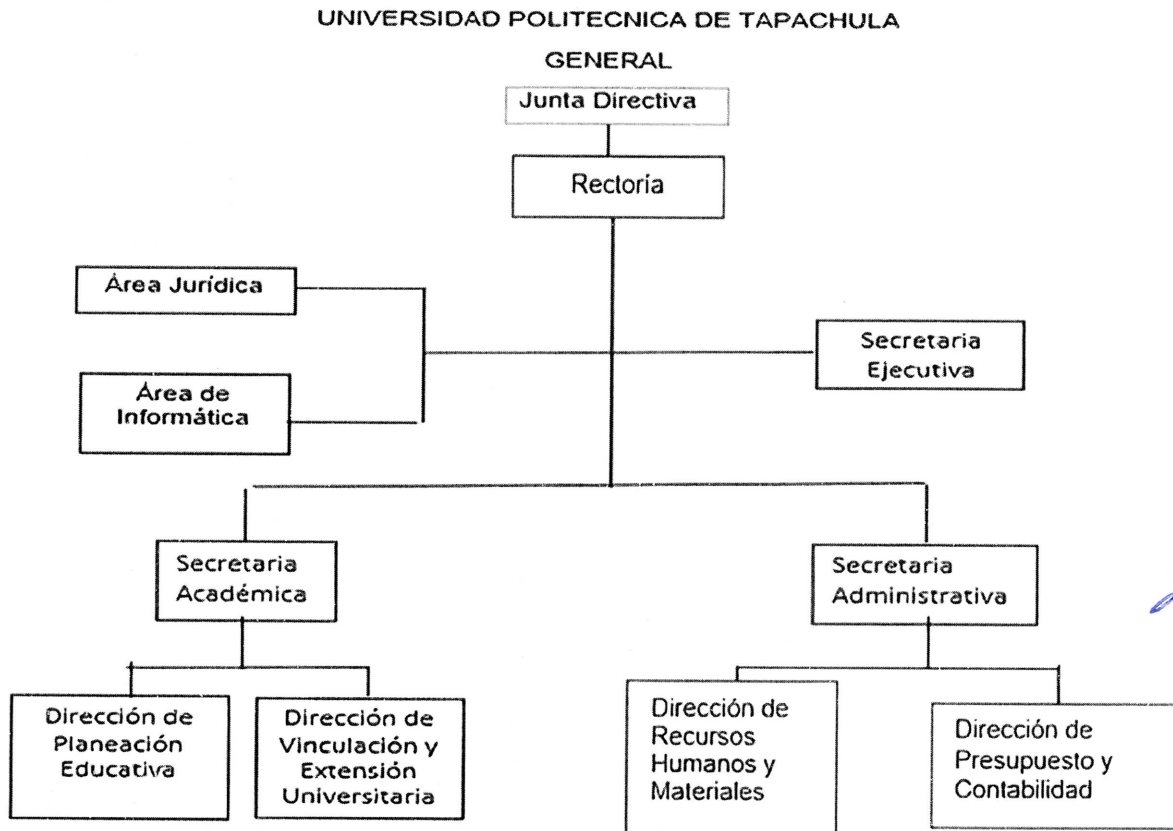 UNIVERSIDAD POLITECNICA DE TAPACHULA
GENERAL
Junta Directiva
Rectoría
Área Jurídica
Secretaria
Ejecutiva
Área de
Informática
Secretaria
Académica
Secretaria
Administrativa
Dirección de
Planeación
Educativa
Dirección de
Vinculación y
Extensión
Universitaria
Dirección de
Recursos
Humanos y
Materiales
Dirección de
Presupuesto y
Contabilidad